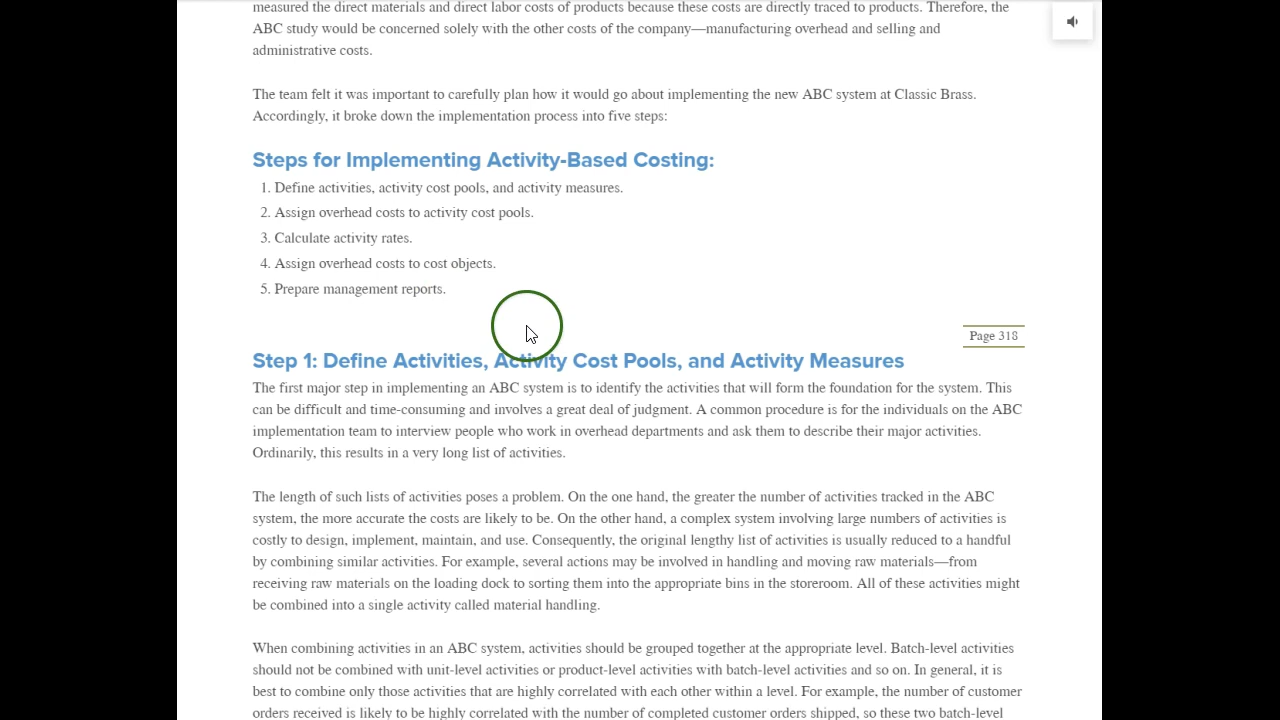 measured the direct materials and direct labor costs of products because these costs are directly traced to products. Therefore, the
ABC study would be concerned solely with the other costs of the company—manufacturing overhead and selling and
administrative costs.
The team felt it was important to carefully plan how it would go about implementing the new ABC system at Classic Brass.
Accordingly, it broke down the implementation process into five steps:
Steps for Implementing Activity-Based Costing:
1. Define activities, activity cost pools, and activity measures.
2. Assign overhead costs to activity cost pools.
3. Calculate activity rates.
4. Assign overhead costs to cost objects.
5. Prepare management reports.
Page 318
Step 1: Define Activities, Activity Cost Pools, and Activity Measures
The first major step in implementing an ABC system is to identify the activities that will form the foundation for the system. This
can be difficult and time-consuming and involves a great deal of judgment. A common procedure is for the individuals on the ABC
implementation team to interview people who work in overhead departments and ask them to describe their major activities.
Ordinarily, this results in a very long list of activities.
The length of such lists of activities poses a problem. On the one hand, the greater the number of activities tracked in the ABC
system, the more accurate the costs are likely to be. On the other hand, a complex system involving large numbers of activities is
costly to design, implement, maintain, and use. Consequently, the original lengthy list of activities is usually reduced to a handful
by combining similar activities. For example, several actions may be involved in handling and moving raw materials—from
receiving raw materials on the loading dock to sorting them into the appropriate bins in the storeroom. All of these activities might
be combined into a single activity called material handling.
When combining activities in an ABC system, activities should be grouped together at the appropriate level. Batch-level activities
should not be combined with unit-level activities or product-level activities with batch-level activities and so on. In general, it is
best to combine only those activities that are highly correlated with each other within a level. For example, the number of customer
orders received is likely to be highly correlated with the number of completed customer orders shipped, so these two batch-level